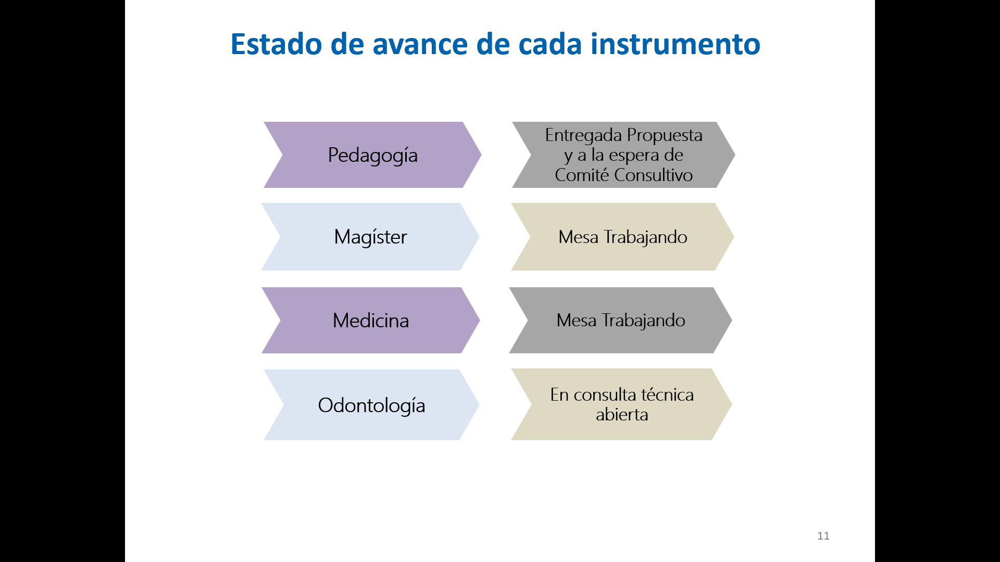 Estado de avance de cada instrumento
Pedagogía
Entregada Propuesta
y a la espera de
Comité Consultivo
Magíster
Mesa Trabajando
Medicina
Mesa Trabajando
Odontología
En consulta técnica
abierta
11